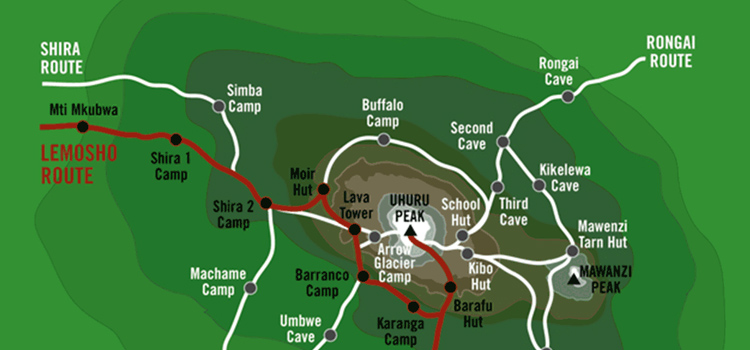 SHIRA
ROUTE
RONGAI
ROUTE
Rongai
Cave
Simba
Camp
Mti Mkubwa
Buffalo
Camp
Second
Cave
LEMOSHO
ROUTE
Shira 1
Camp
Moir
Hut
Kikelewa
Cave
Lava
Tower
UHURU
PEAK
School
Hut
Third
Cave
Shira 2
Camp
Mawenzi
Tarn Hut
Arrow
Glacier
Camp
Kibo
Hut
MAWANZI
PEAK
Machame
Camp
Barranco
Camp
Barafu
Hut
Umbwe
Cave
Karanga
Camp